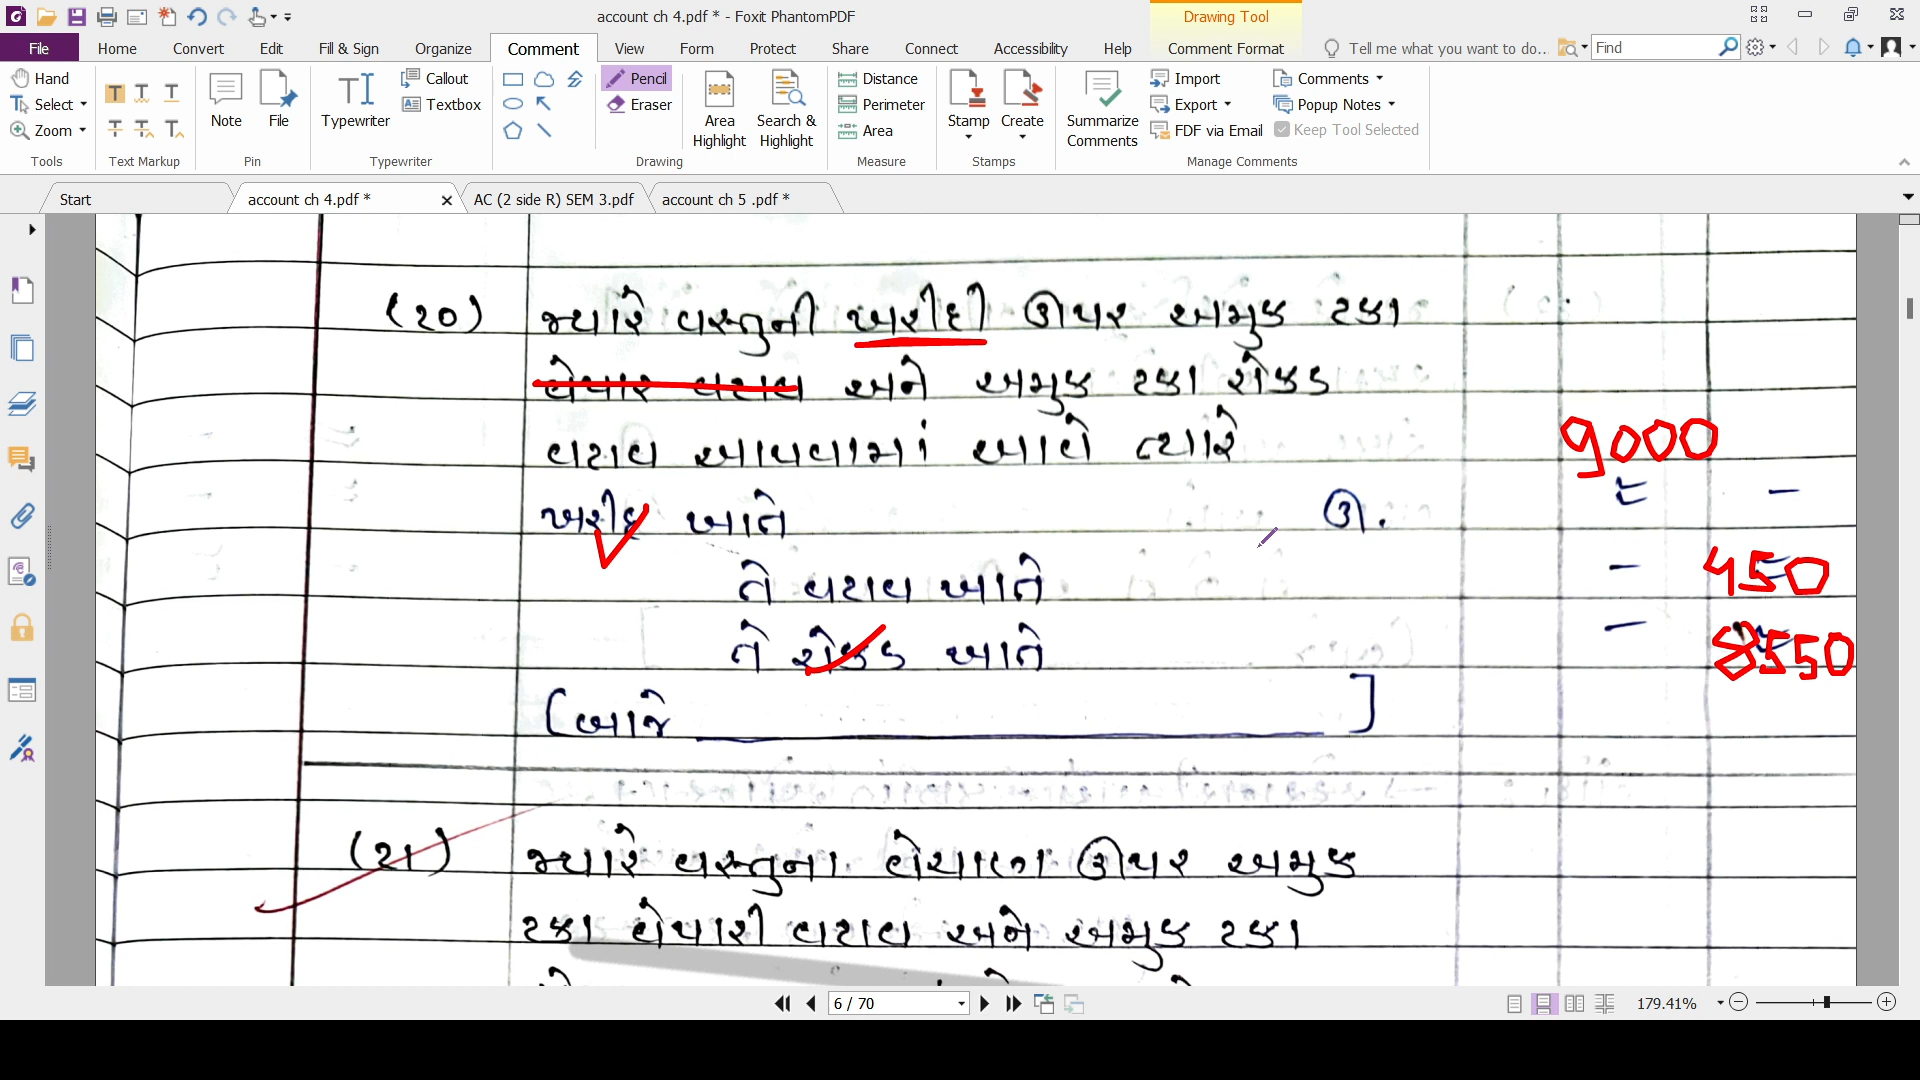 account ch 4.pdf * - Foxit PhantomPDF
Drawing Tool
File Home Convert Edit Fill & Sign Organize Comment View Form Protect Share Connect Accessibility Help Comment Format Tell me what you want to do... Find
Hand
Select
Zoom
Tools
Text Markup
Note
File
Pin
Typewriter
Callout
Textbox
Typewriter
Pencil
Eraser
Area Highlight
Search & Highlight
Drawing
Distance
Perimeter
Area
Measure
Stamp
Create
Stamps
Summarize Comments
Import
Export
FDF via Email
Comments
Popup Notes
Keep Tool Selected
Manage Comments
Start
account ch 4.pdf *
AC (2 side R) SEM 3.pdf
account ch 5 .pdf *
(૨૦) જ્યારે વસ્તુની ખરીદી ઊપર અમુક ટકા
વેપાર વટાવ અને અમુક ટકા રોકડ
વટાવ આપવામાં આવે ત્યારે
9000
ખરીદ ખાતે ઊ. ૨ -
તે વટાવ ખાતે - 450
તે રોકડ ખાતે - 8550
[બાજે ]
(૨૧) જ્યારે વસ્તુના વેચાણ ઊપર અમુક
ટકા વેપારી વટાવ અને અમુક ટકા
6 / 70
179.41%